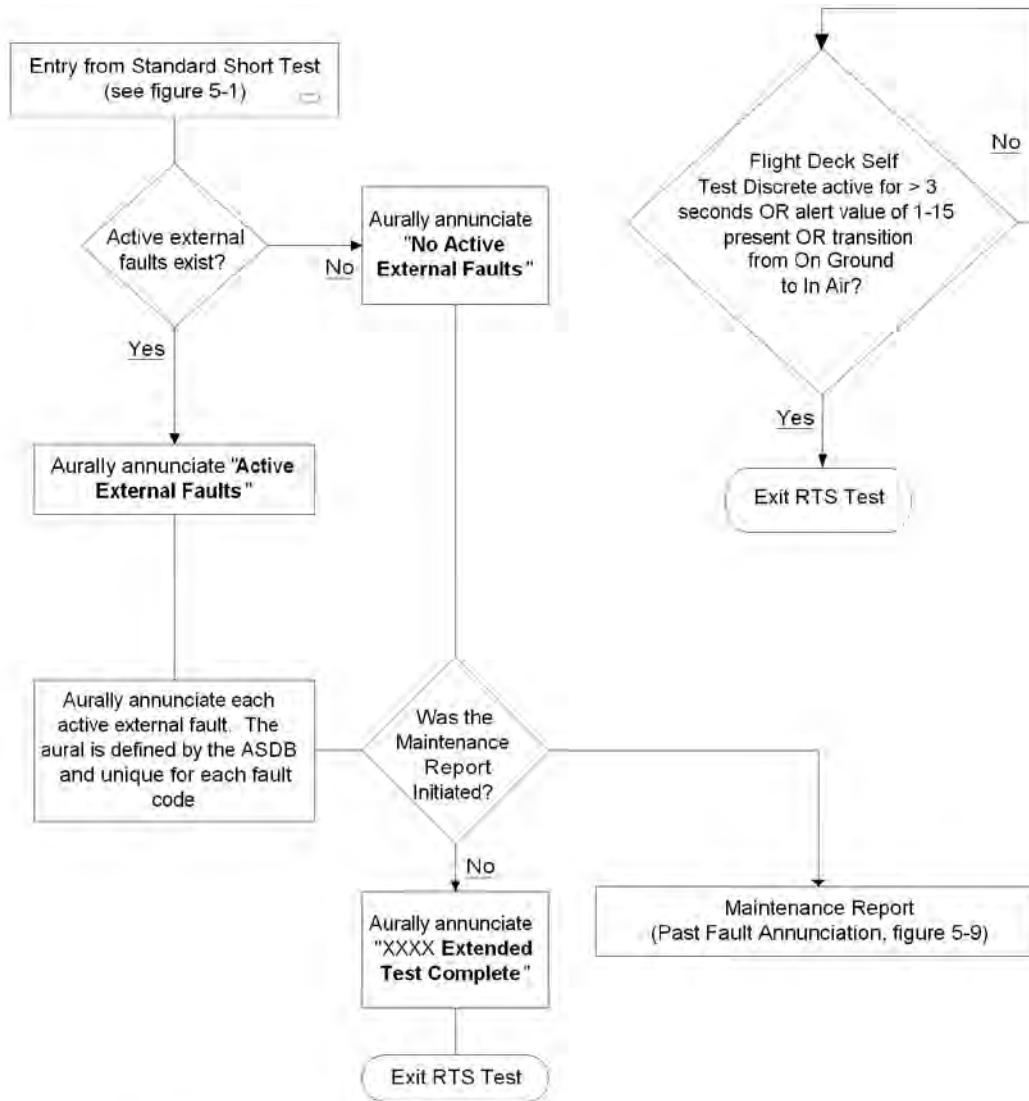 Entry from Standard Short Test
(see figure 5-1)
Active external
faults exist?
No
Yes
Aurally annunciate
"No Active
External Faults"
Aurally annunciate "Active
External Faults"
Aurally annunciate each
active external fault. The
aural is defined by the ASDB
and unique for each fault
code
Was the
Maintenance
Report
Initiated?
No
Aurally annunciate
"XXXX Extended
Test Complete"
Exit RTS Test
Maintenance Report
(Past Fault Annunciation, figure 5-9)
Flight Deck Self
Test Discrete active for > 3
seconds OR alert value of 1-15
present OR transition
from On Ground
to In Air?
No
Yes
Exit RTS Test